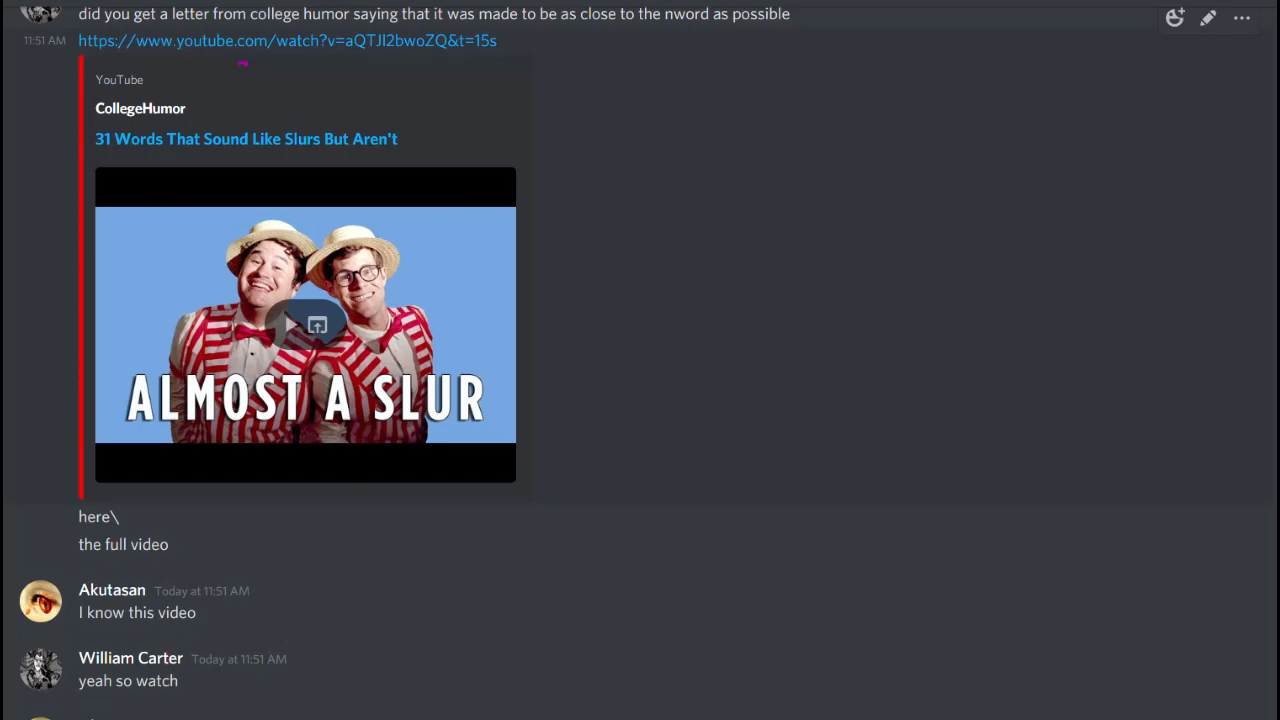 did you get a letter from college humor saying that it was made to be as close to the nword as possible
11:51 AM https://www.youtube.com/watch?v=aQTJI2bwoZQ&t=15s
YouTube
CollegeHumor
31 Words That Sound Like Slurs But Aren't
ALMOST A SLUR
here\
the full video
Akutasan Today at 11:51 AM
I know this video
William Carter Today at 11:51 AM
yeah so watch